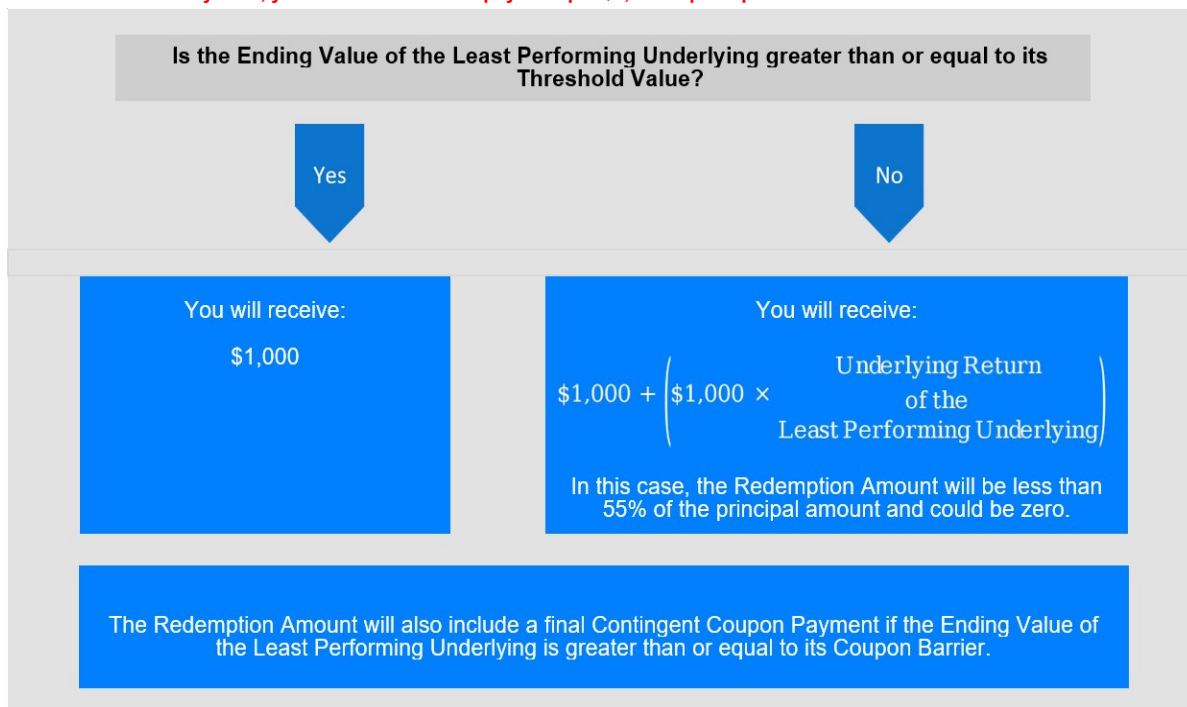 Is the Ending Value of the Least Performing Underlying greater than or equal to its
Threshold Value?
Yes
No
You will receive:
$1,000
You will receive:
$1,000 + ($1,000 × Underlying Return
of the
Least Performing Underlying)
In this case, the Redemption Amount will be less than
55% of the principal amount and could be zero.
The Redemption Amount will also include a final Contingent Coupon Payment if the Ending Value of
the Least Performing Underlying is greater than or equal to its Coupon Barrier.